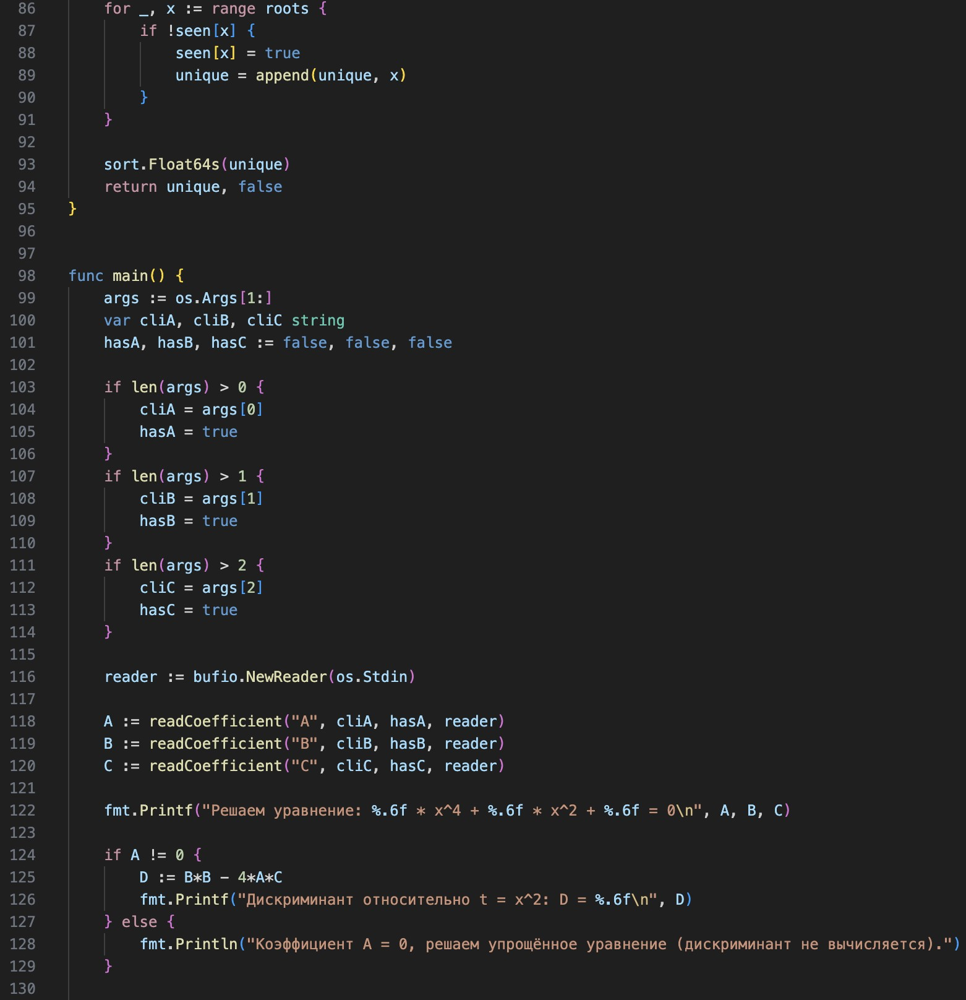 86 for _, x := range roots {
87 if !seen[x] {
88 seen[x] = true
89 unique = append(unique, x)
90 }
91 }
92
93 sort.Float64s(unique)
94 return unique, false
95 }
96
97
98 func main() {
99 args := os.Args[1:]
100 var cliA, cliB, cliC string
101 hasA, hasB, hasC := false, false, false
102
103 if len(args) > 0 {
104 cliA = args[0]
105 hasA = true
106 }
107 if len(args) > 1 {
108 cliB = args[1]
109 hasB = true
110 }
111 if len(args) > 2 {
112 cliC = args[2]
113 hasC = true
114 }
115
116 reader := bufio.NewReader(os.Stdin)
117
118 A := readCoefficient("A", cliA, hasA, reader)
119 B := readCoefficient("B", cliB, hasB, reader)
120 C := readCoefficient("C", cliC, hasC, reader)
121
122 fmt.Printf("Решаем уравнение: %.6f * x^4 + %.6f * x^2 + %.6f = 0\n", A, B, C)
123
124 if A != 0 {
125 D := B*B - 4*A*C
126 fmt.Printf("Дискриминант относительно t = x^2: D = %.6f\n", D)
127 } else {
128 fmt.Println("Коэффициент A = 0, решаем упрощённое уравнение (дискриминант не вычисляется).")
129 }
130